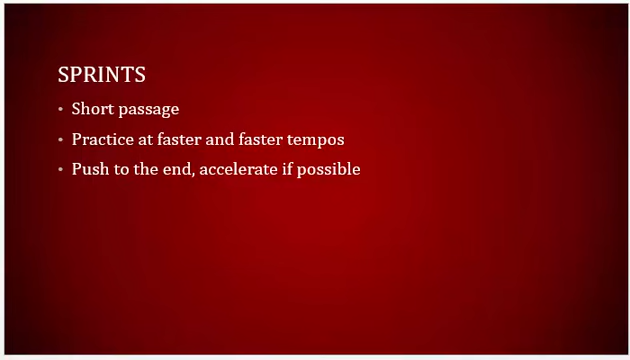 SPRINTS
• Short passage
• Practice at faster and faster tempos
• Push to the end, accelerate if possible